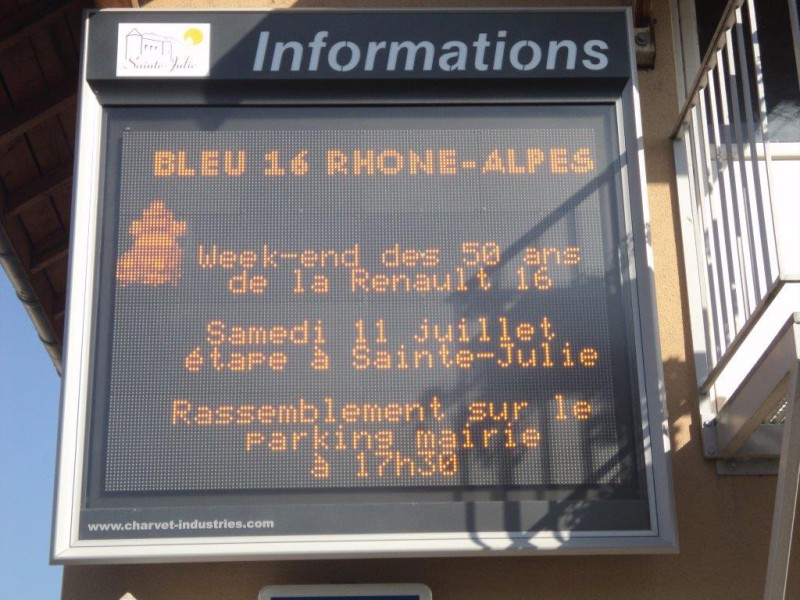 Sainte-Julie
Informations
BLEU 16 RHONE-ALPES
Week-end des 50 ans
de la Renault 16
Samedi 11 juillet
étape à Sainte-Julie
Rassemblement sur le
parking mairie
à 17h30
www.charvet-industries.com